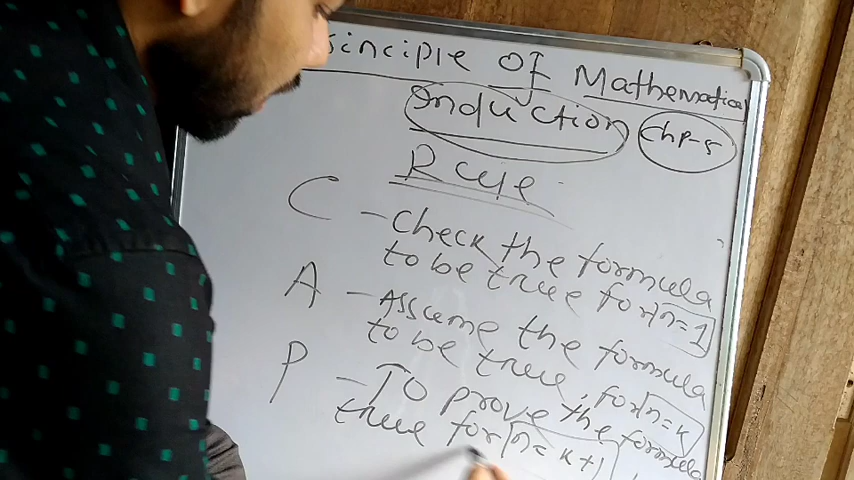 sinciple of Mathematical
Induction Chp-5
Rule
C - Check the formula
to be true for n=1
A - Assume the formula
to be true, for n=k
P - To prove the formula
true for n=k+1